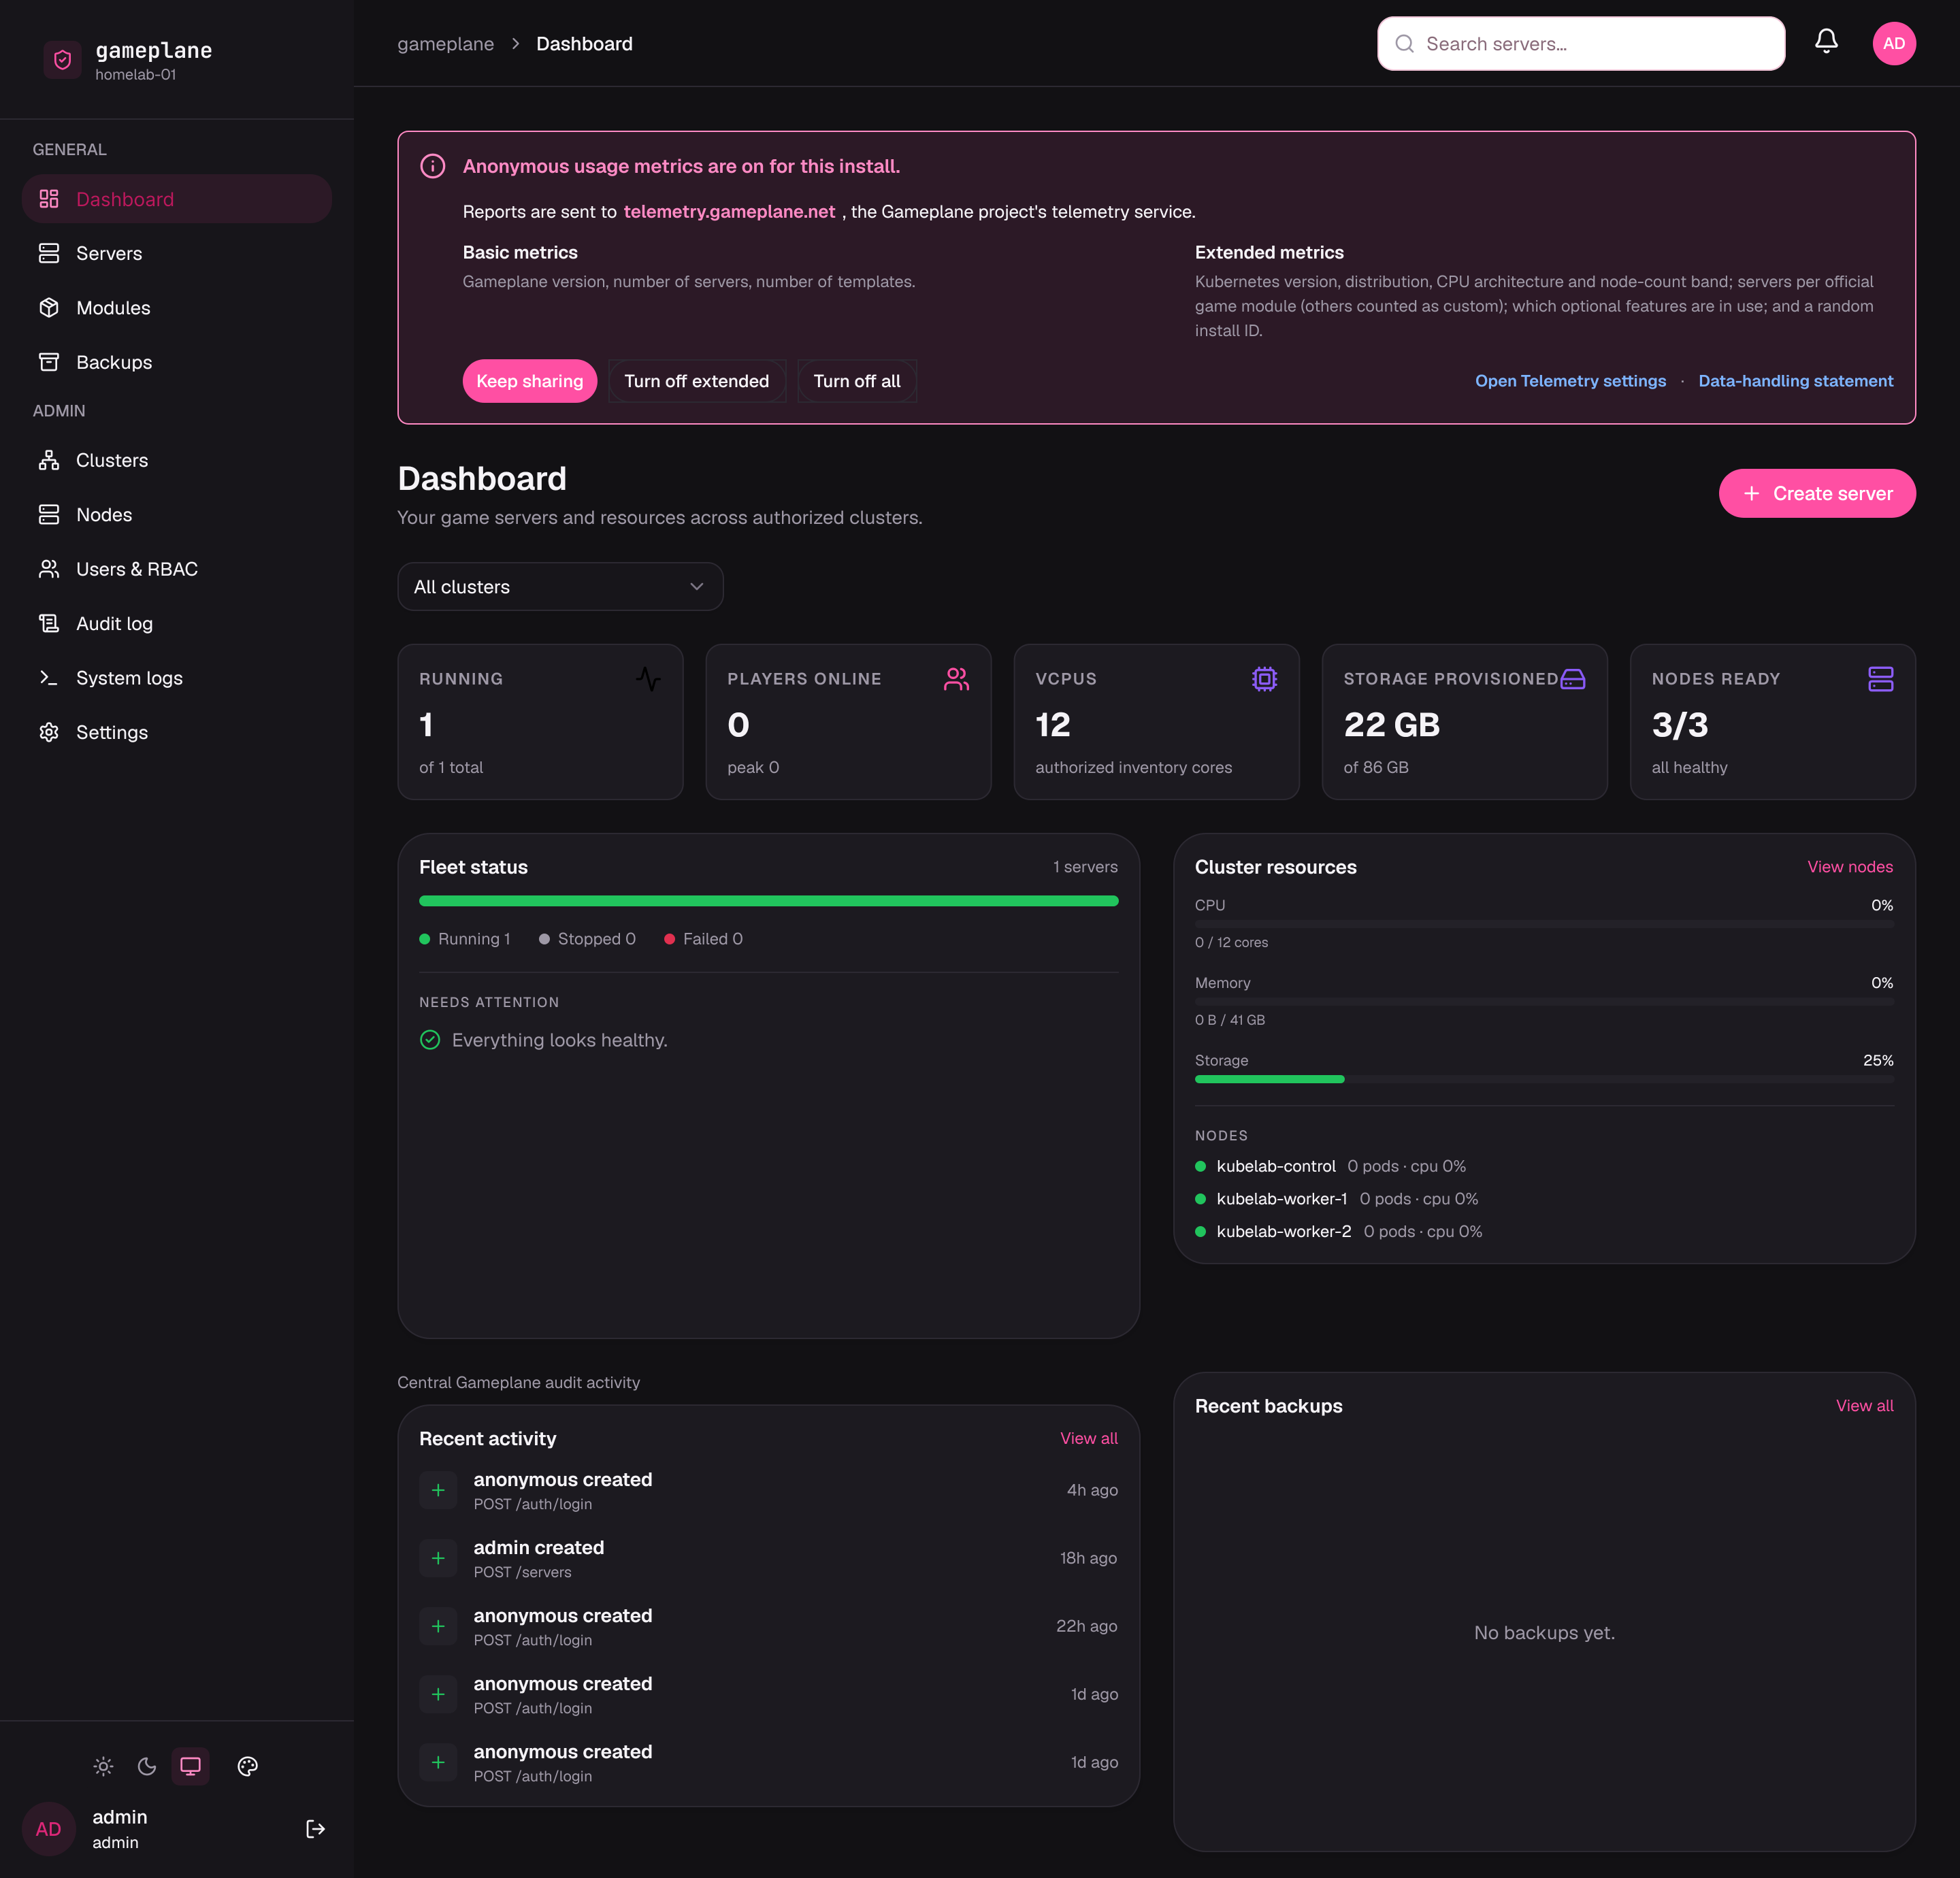 gameplane
homelab-01
GENERAL
Dashboard
Servers
Modules
Backups
ADMIN
Clusters
Nodes
Users & RBAC
Audit log
System logs
Settings
AD
admin
admin
gameplane > Dashboard
Search servers...
AD
Anonymous usage metrics are on for this install.
Reports are sent to telemetry.gameplane.net , the Gameplane project's telemetry service.
Basic metrics
Gameplane version, number of servers, number of templates.
Extended metrics
Kubernetes version, distribution, CPU architecture and node-count band; servers per official
game module (others counted as custom); which optional features are in use; and a random
install ID.
Keep sharing
Turn off extended
Turn off all
Open Telemetry settings · Data-handling statement
Dashboard
Your game servers and resources across authorized clusters.
Create server
All clusters
RUNNING
1
of 1 total
PLAYERS ONLINE
0
peak 0
VCPUS
12
authorized inventory cores
STORAGE PROVISIONED
22 GB
of 86 GB
NODES READY
3/3
all healthy
Fleet status
1 servers
Running 1
Stopped 0
Failed 0
NEEDS ATTENTION
Everything looks healthy.
Cluster resources
View nodes
CPU
0%
0 / 12 cores
Memory
0%
0 B / 41 GB
Storage
25%
NODES
kubelab-control 0 pods · cpu 0%
kubelab-worker-1 0 pods · cpu 0%
kubelab-worker-2 0 pods · cpu 0%
Central Gameplane audit activity
Recent activity
View all
anonymous created
POST /auth/login
4h ago
admin created
POST /servers
18h ago
anonymous created
POST /auth/login
22h ago
anonymous created
POST /auth/login
1d ago
anonymous created
POST /auth/login
1d ago
Recent backups
View all
No backups yet.